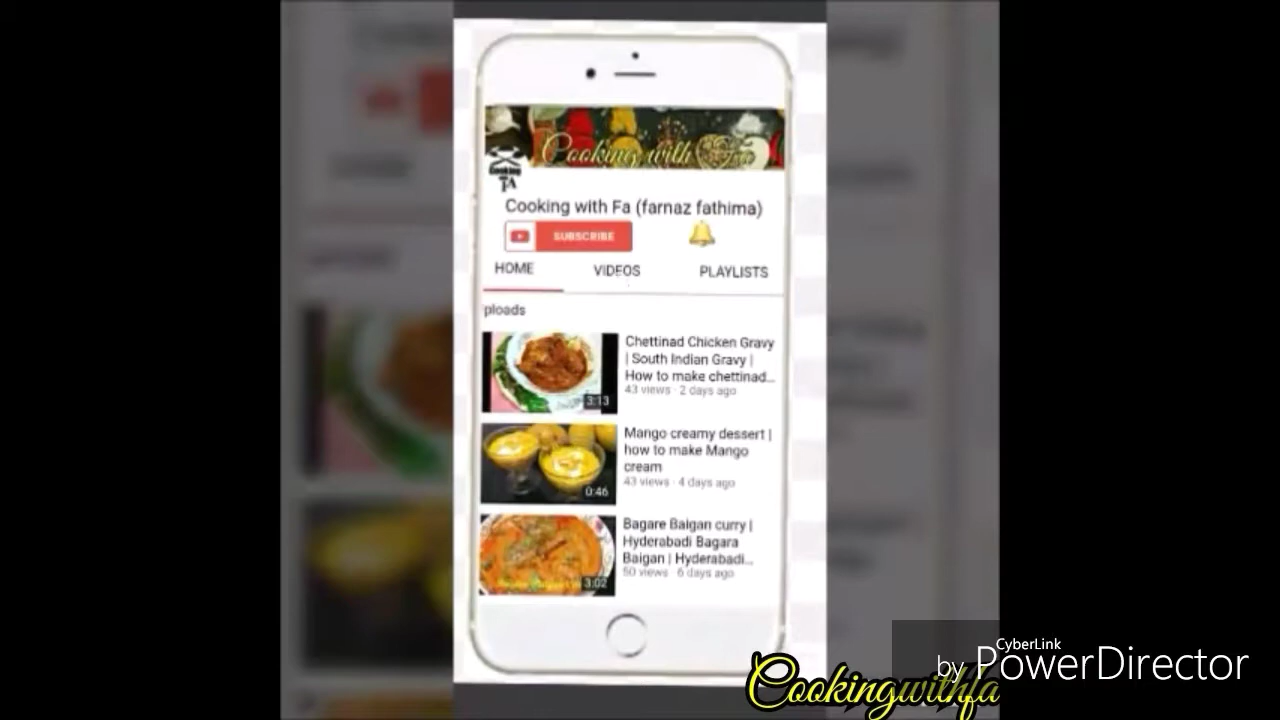 Cooking with Fa
Cooking
FA
Cooking with Fa (farnaz fathima)
SUBSCRIBE
HOME
VIDEOS
PLAYLISTS
ploads
Chettinad Chicken Gravy
| South Indian Gravy |
How to make chettinad...
43 views · 2 days ago
3:13
Mango creamy dessert |
how to make Mango
cream
43 views · 4 days ago
0:46
Bagare Baigan curry |
Hyderabadi Bagara
Baigan | Hyderabadi...
50 views · 6 days ago
3:02
CyberLink
by PowerDirector
Cookingwithfa